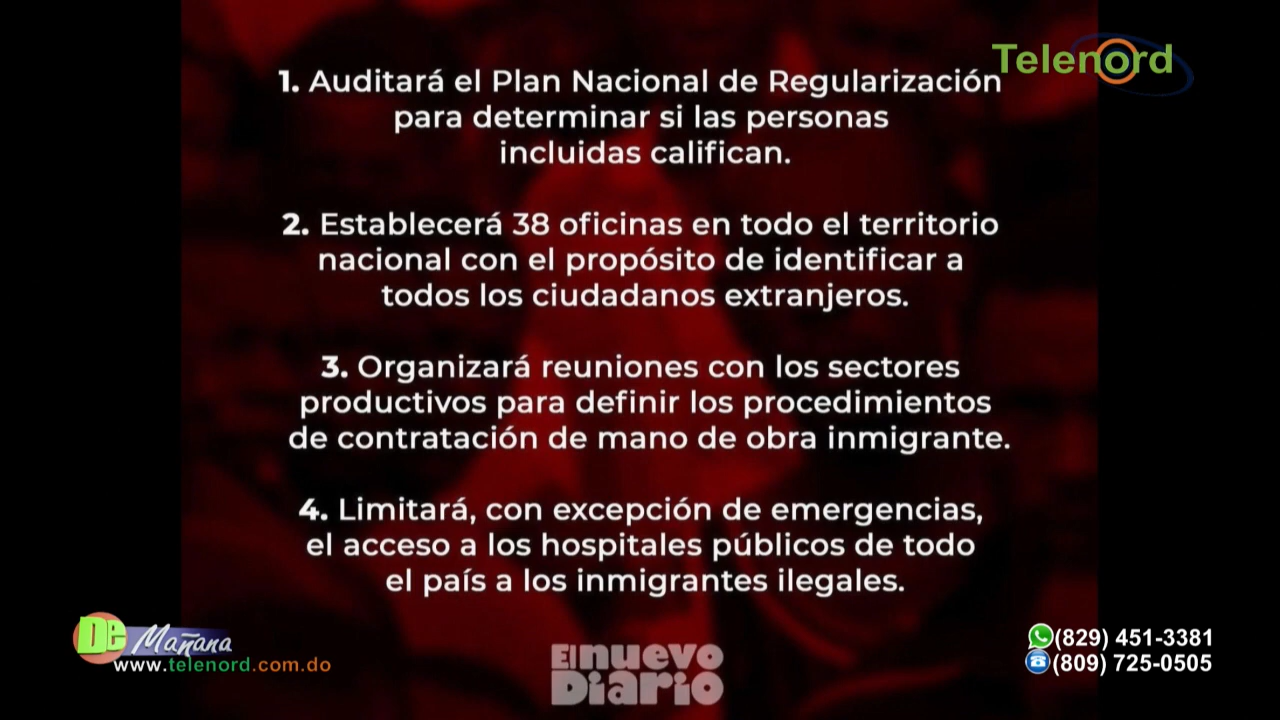 Telenord
1. Auditará el Plan Nacional de Regularización
para determinar si las personas
incluidas califican.
2. Establecerá 38 oficinas en todo el territorio
nacional con el propósito de identificar a
todos los ciudadanos extranjeros.
3. Organizará reuniones con los sectores
productivos para definir los procedimientos
de contratación de mano de obra inmigrante.
4. Limitará, con excepción de emergencias,
el acceso a los hospitales públicos de todo
el país a los inmigrantes ilegales.
De Mañana
www.telenord.com.do
El nuevo
Diario
(829) 451-3381
(809) 725-0505